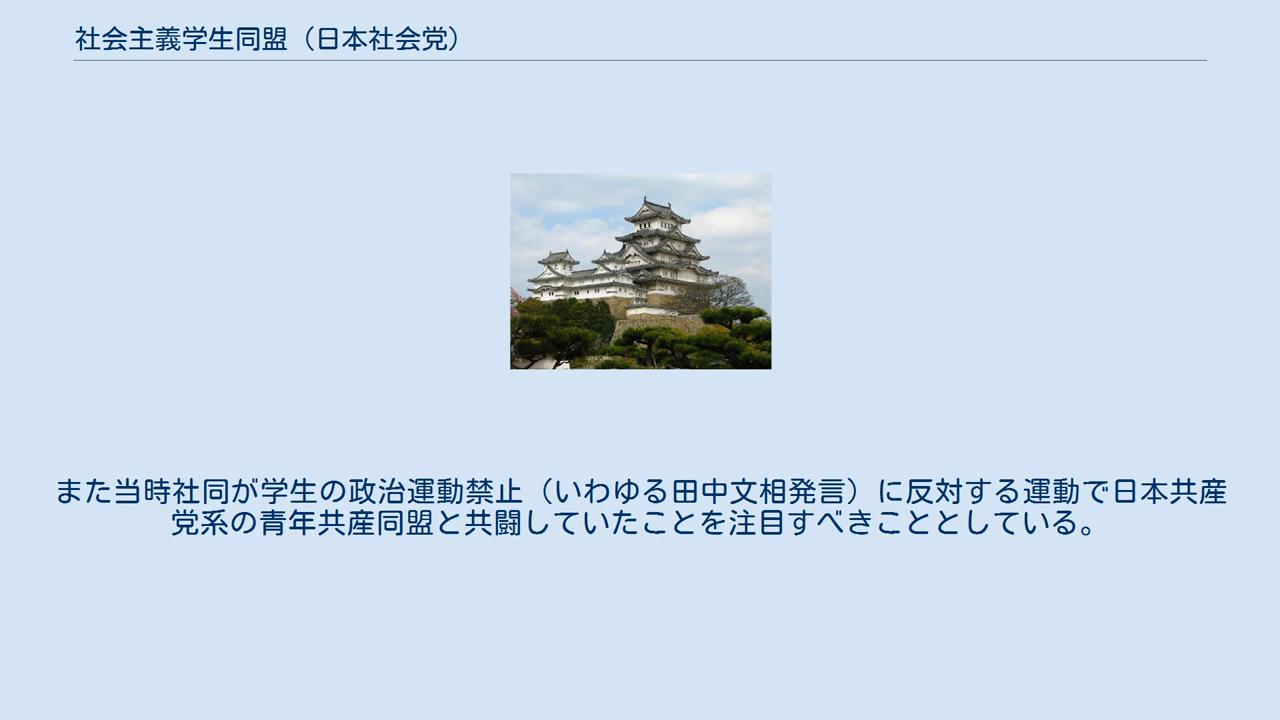 社会主義学生同盟（日本社会党）
また当時社同が学生の政治運動禁止（いわゆる田中文相発言）に反対する運動で日本共産
党系の青年共産同盟と共闘していたことを注目すべきこととしている。